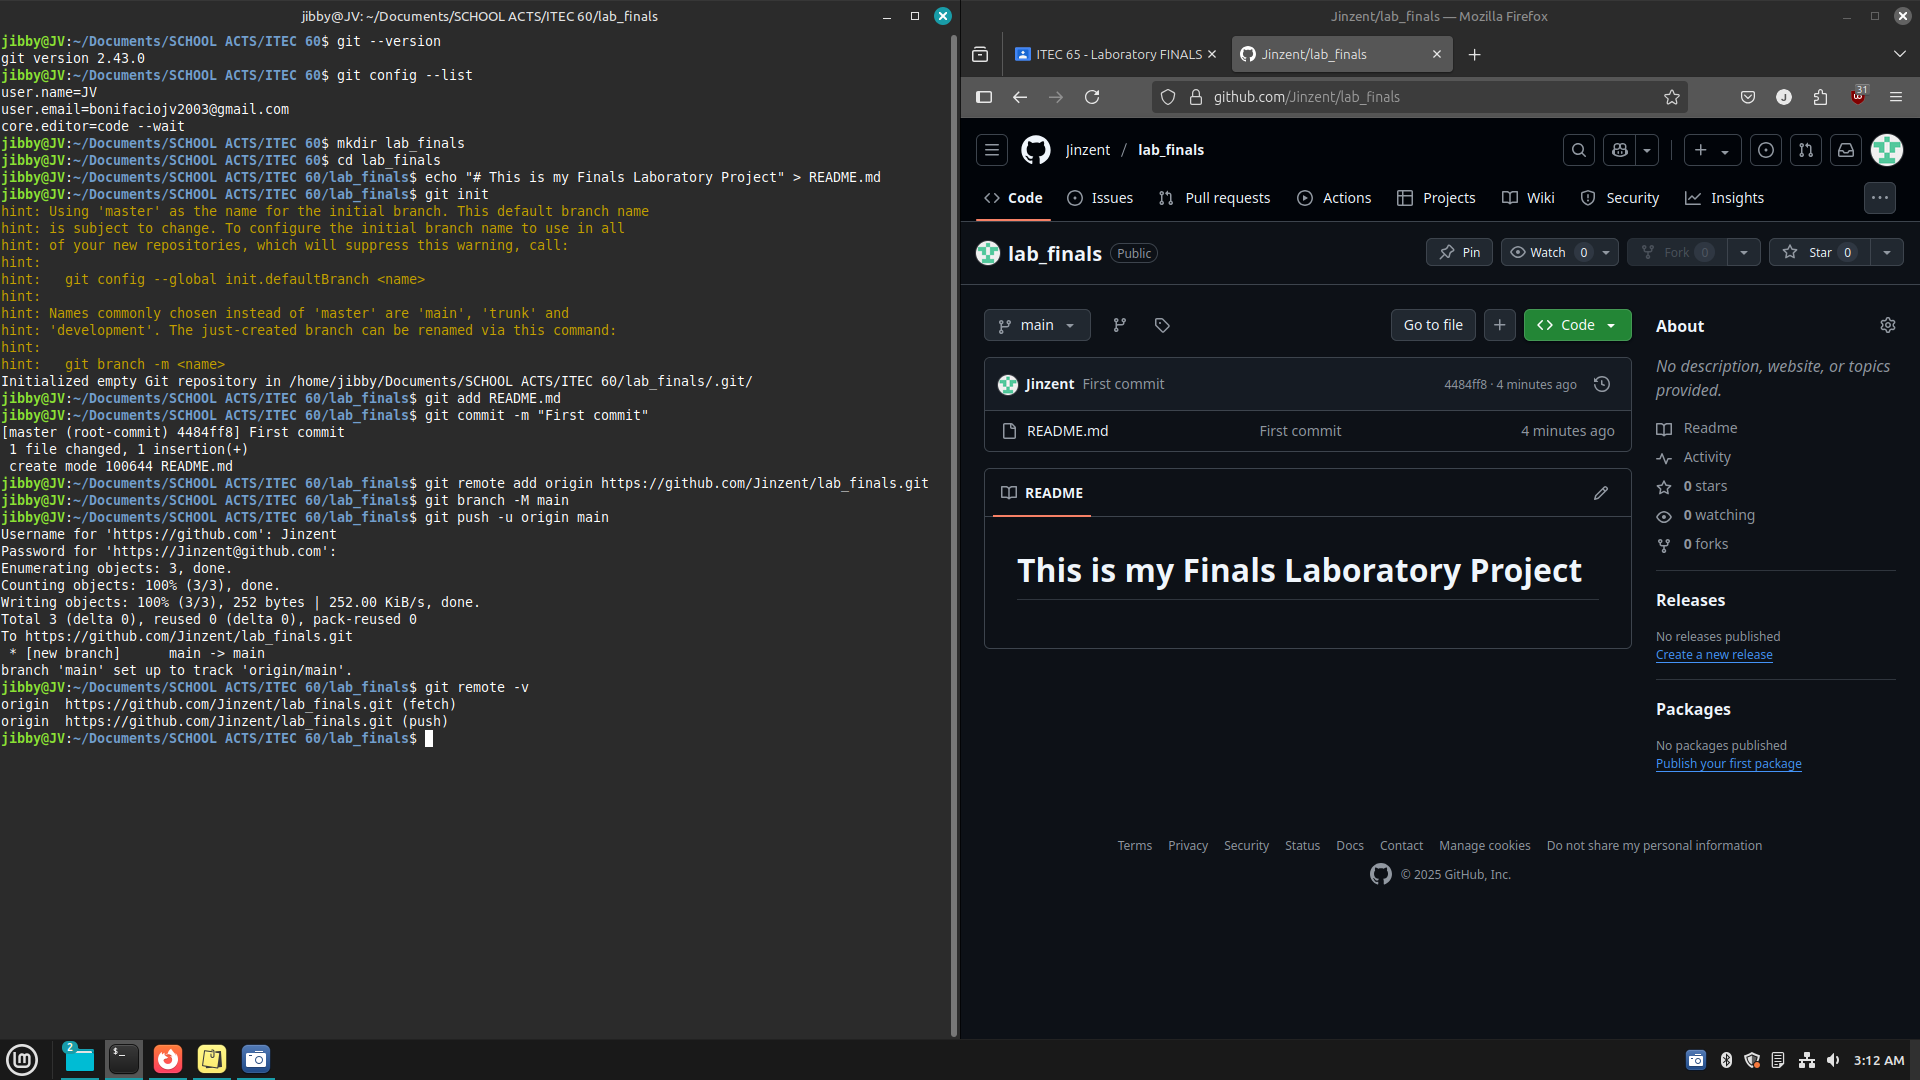 jibby@JV: ~/Documents/SCHOOL ACTS/ITEC 60/lab_finals
jibby@JV:~/Documents/SCHOOL ACTS/ITEC 60$ git --version
git version 2.43.0
jibby@JV:~/Documents/SCHOOL ACTS/ITEC 60$ git config --list
user.name=JV
user.email=bonifaciojv2003@gmail.com
core.editor=code --wait
jibby@JV:~/Documents/SCHOOL ACTS/ITEC 60$ mkdir lab_finals
jibby@JV:~/Documents/SCHOOL ACTS/ITEC 60$ cd lab_finals
jibby@JV:~/Documents/SCHOOL ACTS/ITEC 60/lab_finals$ echo "# This is my Finals Laboratory Project" > README.md
jibby@JV:~/Documents/SCHOOL ACTS/ITEC 60/lab_finals$ git init
hint: Using 'master' as the name for the initial branch. This default branch name
hint: is subject to change. To configure the initial branch name to use in all
hint: of your new repositories, which will suppress this warning, call:
hint:
hint:   git config --global init.defaultBranch <name>
hint:
hint: Names commonly chosen instead of 'master' are 'main', 'trunk' and
hint: 'development'. The just-created branch can be renamed via this command:
hint:
hint:   git branch -m <name>
Initialized empty Git repository in /home/jibby/Documents/SCHOOL ACTS/ITEC 60/lab_finals/.git/
jibby@JV:~/Documents/SCHOOL ACTS/ITEC 60/lab_finals$ git add README.md
jibby@JV:~/Documents/SCHOOL ACTS/ITEC 60/lab_finals$ git commit -m "First commit"
[master (root-commit) 4484ff8] First commit
 1 file changed, 1 insertion(+)
 create mode 100644 README.md
jibby@JV:~/Documents/SCHOOL ACTS/ITEC 60/lab_finals$ git remote add origin https://github.com/Jinzent/lab_finals.git
jibby@JV:~/Documents/SCHOOL ACTS/ITEC 60/lab_finals$ git branch -M main
jibby@JV:~/Documents/SCHOOL ACTS/ITEC 60/lab_finals$ git push -u origin main
Username for 'https://github.com': Jinzent
Password for 'https://Jinzent@github.com':
Enumerating objects: 3, done.
Counting objects: 100% (3/3), done.
Writing objects: 100% (3/3), 252 bytes | 252.00 KiB/s, done.
Total 3 (delta 0), reused 0 (delta 0), pack-reused 0
To https://github.com/Jinzent/lab_finals.git
 * [new branch]      main -> main
branch 'main' set up to track 'origin/main'.
jibby@JV:~/Documents/SCHOOL ACTS/ITEC 60/lab_finals$ git remote -v
origin  https://github.com/Jinzent/lab_finals.git (fetch)
origin  https://github.com/Jinzent/lab_finals.git (push)
jibby@JV:~/Documents/SCHOOL ACTS/ITEC 60/lab_finals$
Jinzent/lab_finals — Mozilla Firefox
ITEC 65 - Laboratory FINALS
Jinzent/lab_finals
github.com/Jinzent/lab_finals
J
31
Jinzent / lab_finals
Code Issues Pull requests Actions Projects Wiki Security Insights
lab_finals Public
Pin Watch 0 Fork 0 Star 0
main
Go to file
Code
Jinzent First commit 4484ff8 · 4 minutes ago
README.md First commit 4 minutes ago
README
This is my Finals Laboratory Project
About
No description, website, or topics
provided.
Readme
Activity
0 stars
0 watching
0 forks
Releases
No releases published
Create a new release
Packages
No packages published
Publish your first package
Terms Privacy Security Status Docs Contact Manage cookies Do not share my personal information
© 2025 GitHub, Inc.
2
$_
3:12 AM